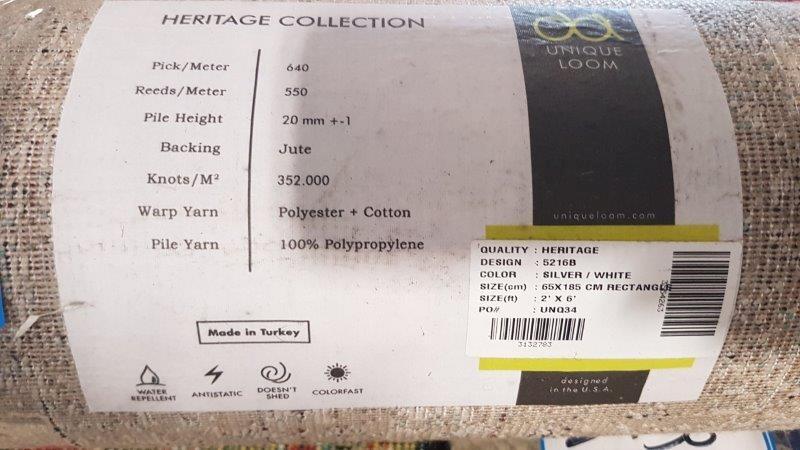 HERITAGE COLLECTION
Pick/Meter 640
Reeds/Meter 550
Pile Height 20 mm +-1
Backing Jute
Knots/M² 352.000
Warp Yarn Polyester + Cotton
Pile Yarn 100% Polypropylene
Made in Turkey
WATER REPELLENT
ANTISTATIC
DOESN'T SHED
COLORFAST
UNIQUE
LOOM
uniqueloom.com
QUALITY : HERITAGE
DESIGN : 5216B
COLOR : SILVER / WHITE
SIZE(cm) : 65X185 CM RECTANGLE
SIZE(ft) : 2' X 6'
PO# : UNQ34
3132783
designed
in the U.S.A.